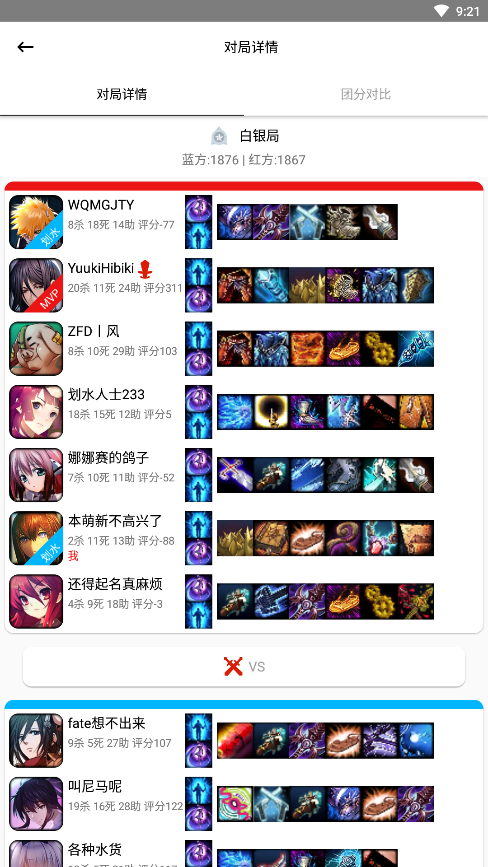 9:21
对局详情
对局详情 团分对比
白银局
蓝方:1876 | 红方:1867
WQMGJTY
8杀 18死 14助 评分-77
划水
YuukiHibiki
20杀 11死 24助 评分311
MVP
ZFD丨风
8杀 10死 29助 评分103
划水人士233
18杀 15死 12助 评分5
娜娜赛的鸽子
7杀 10死 11助 评分-52
本萌新不高兴了
2杀 11死 13助 评分-88
划水
我
还得起名真麻烦
4杀 9死 18助 评分-3
VS
fate想不出来
9杀 5死 27助 评分107
叫尼马呢
19杀 16死 28助 评分122
各种水货